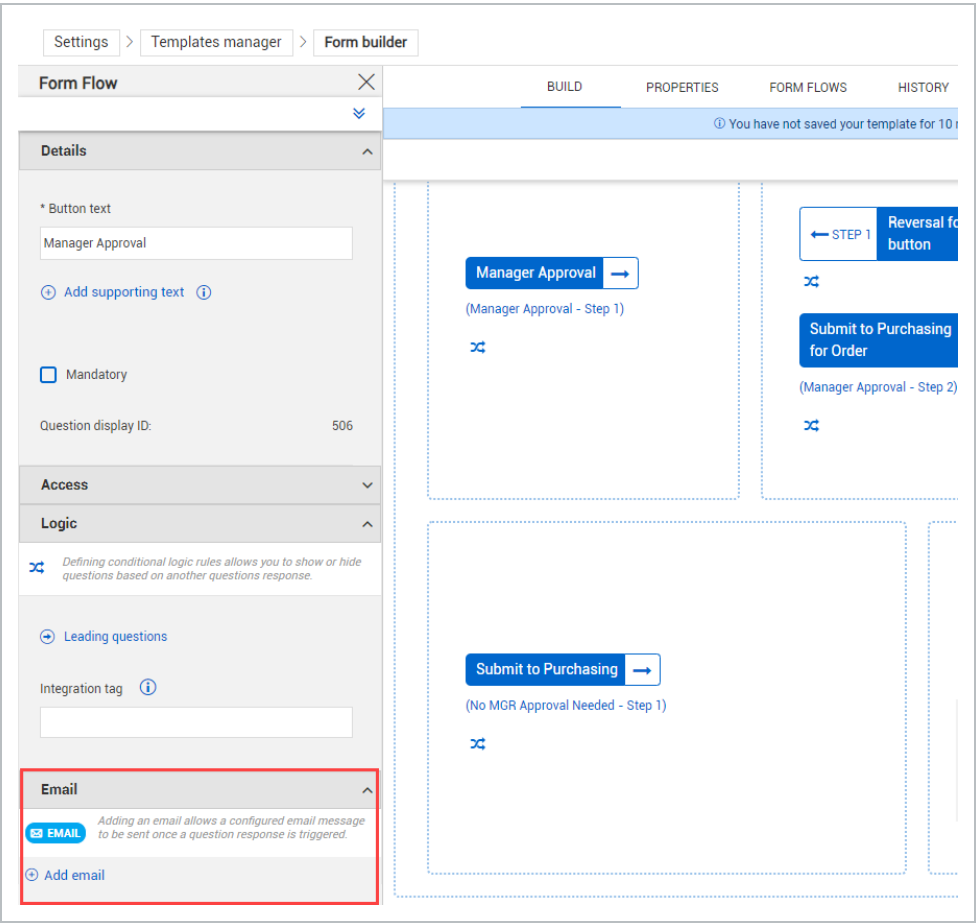 Settings > Templates manager > Form builder
Form Flow
BUILD PROPERTIES FORM FLOWS HISTORY
You have not saved your template for 10
Details
* Button text
Manager Approval
Add supporting text
Mandatory
Question display ID: 506
Access
Logic
Defining conditional logic rules allows you to show or hide
questions based on another questions response.
Leading questions
Integration tag
Email
EMAIL
Adding an email allows a configured email message
to be sent once a question response is triggered.
Add email
Manager Approval
(Manager Approval - Step 1)
STEP 1
Reversal
button
Submit to Purchasing
for Order
(Manager Approval - Step 2)
Submit to Purchasing
(No MGR Approval Needed - Step 1)